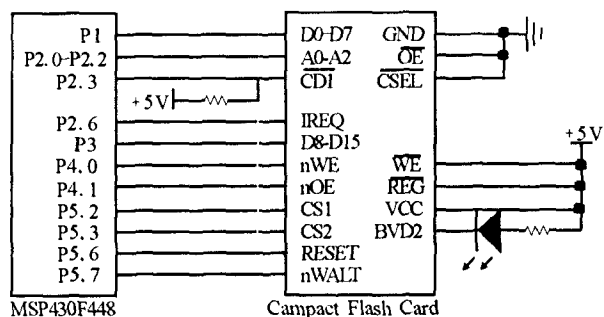 P1 D0-D7 GND
P2.0-P2.2 A0-A2 OE
P2.3 CD1 CSEL
+5V
P2.6 IREQ +5V
P3 D8-D15
P4.0 nWE WE
P4.1 nOE REG
P5.2 CS1 VCC
P5.3 CS2 BVD2
P5.6 RESET
P5.7 nWALT
MSP430F448 Campact Flash Card